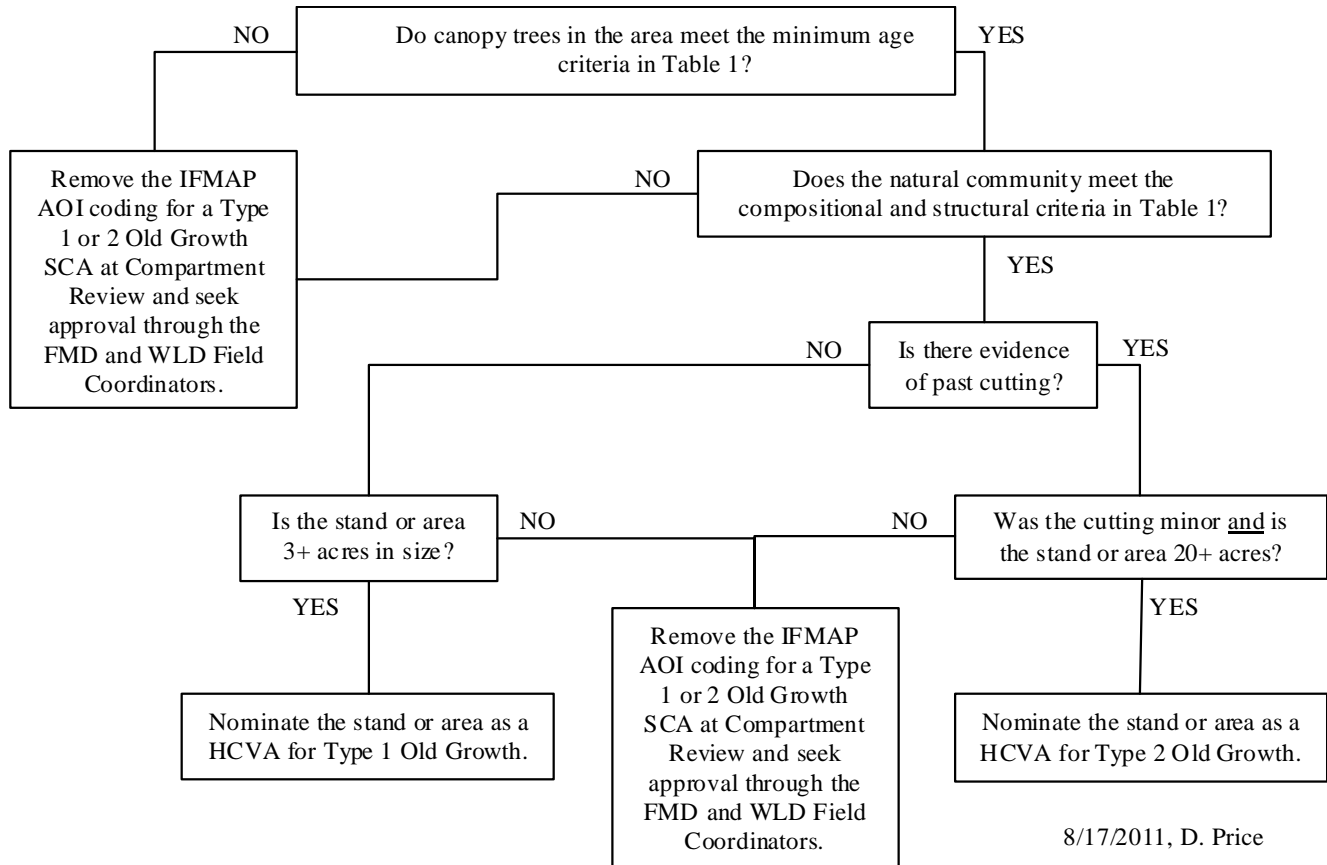 NO
Do canopy trees in the area meet the minimum age
criteria in Table 1?
YES
Remove the IFMAP
AOI coding for a Type
1 or 2 Old Growth
SCA at Compartment
Review and seek
approval through the
FMD and WLD Field
Coordinators.
NO
Does the natural community meet the
compositional and structural criteria in Table 1?
YES
NO
Is there evidence
of past cutting?
YES
Is the stand or area
3+ acres in size?
NO
NO
Was the cutting minor and is
the stand or area 20+ acres?
YES
YES
Nominate the stand or area as a
HCVA for Type 1 Old Growth.
Remove the IFMAP
AOI coding for a Type
1 or 2 Old Growth
SCA at Compartment
Review and seek
approval through the
FMD and WLD Field
Coordinators.
Nominate the stand or area as a
HCVA for Type 2 Old Growth.
8/17/2011, D. Price